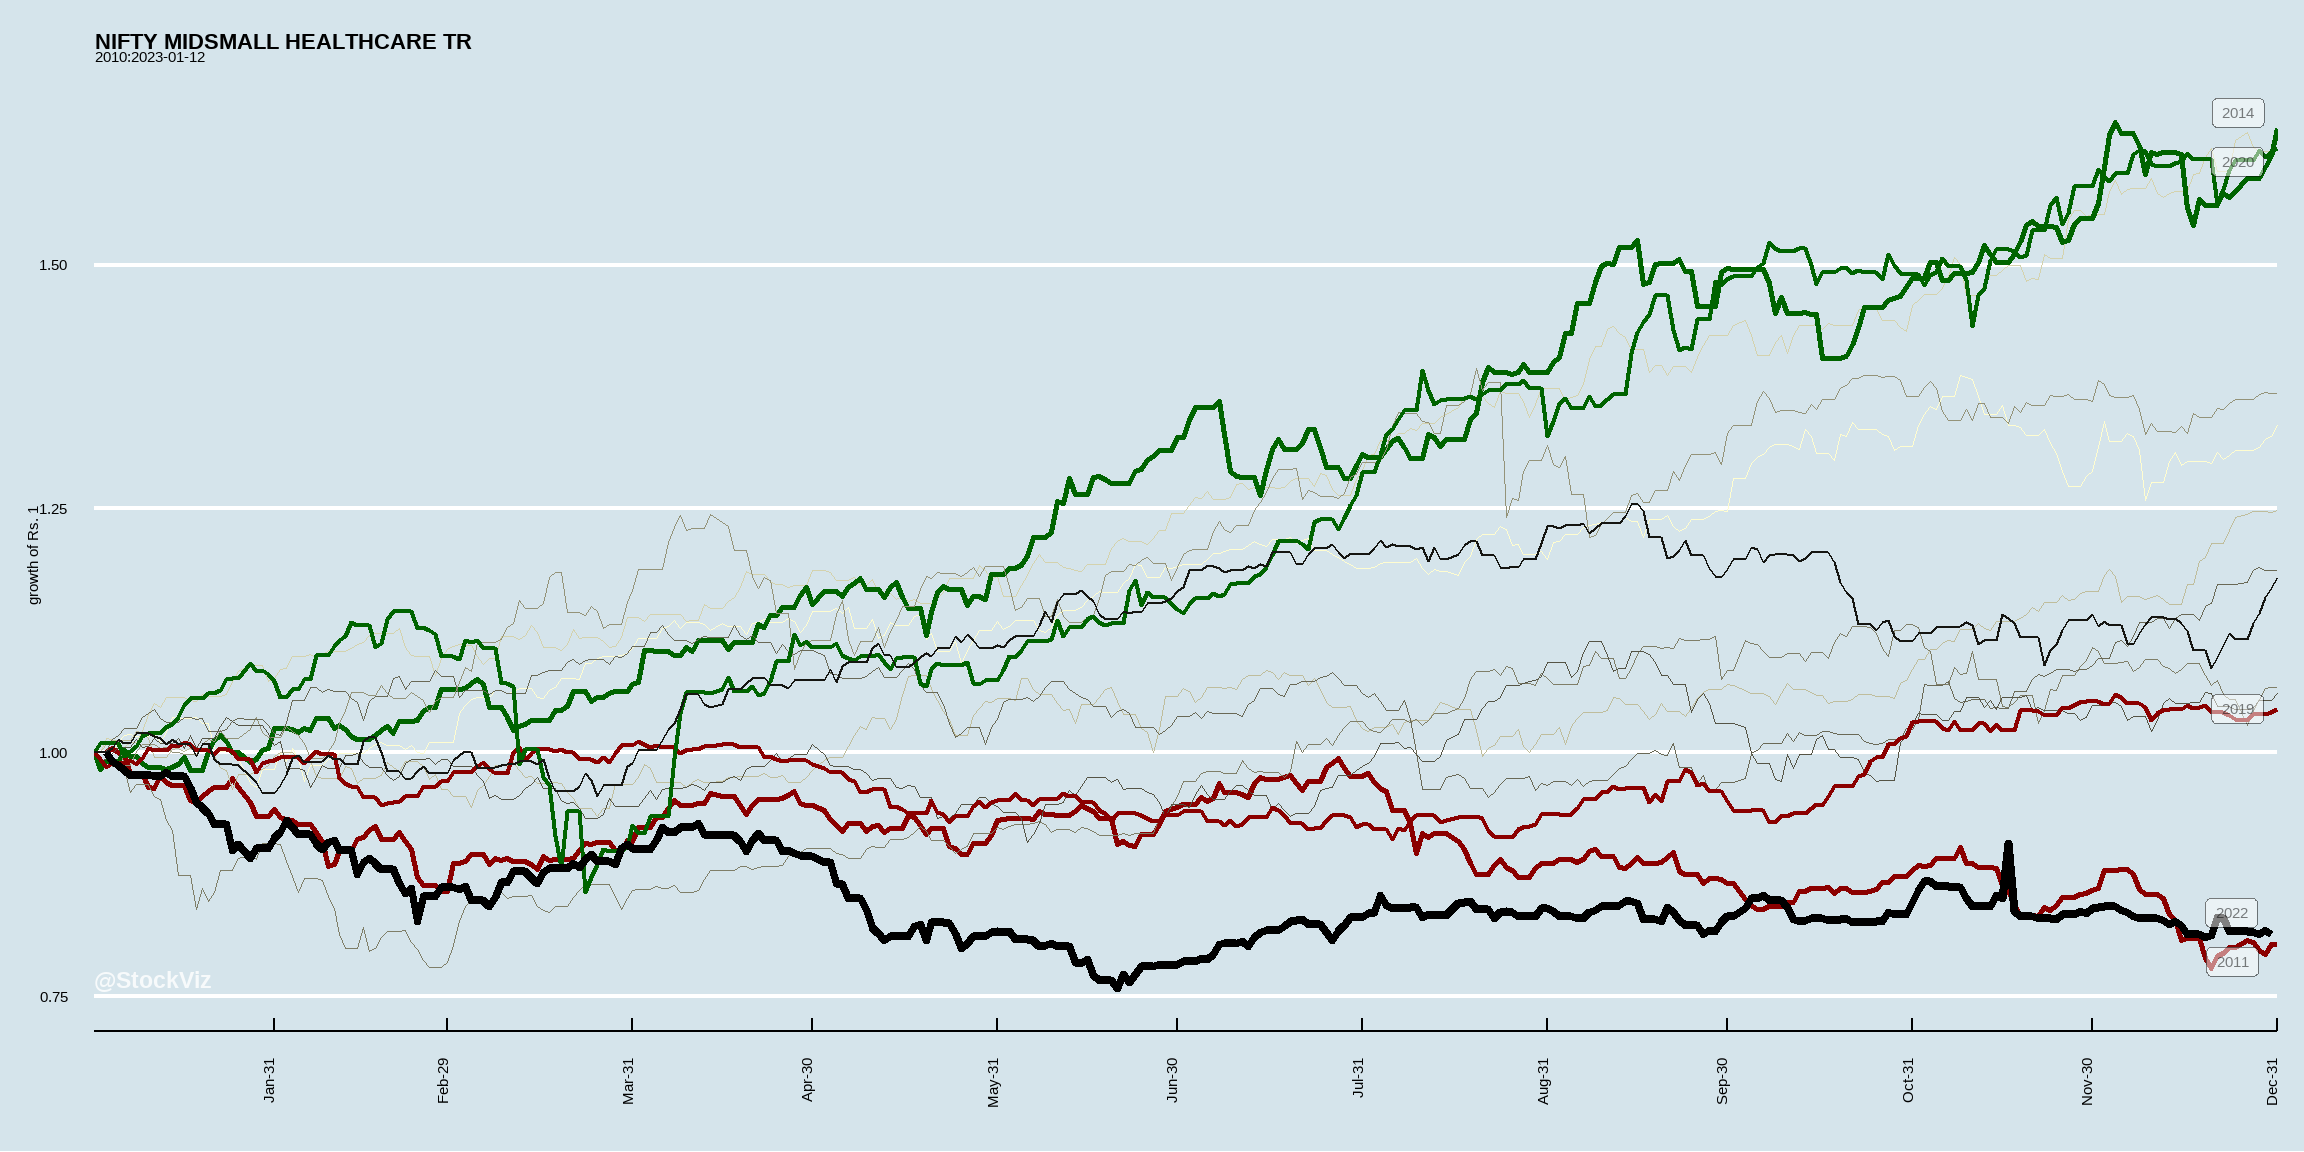 NIFTY MIDSMALL HEALTHCARE TR
2010:2023-01-12
2014
2020
1.50
1.25
growth of Rs. 1
1.00
2019
2022
2011
@StockViz
0.75
Jan-31
Feb-29
Mar-31
Apr-30
May-31
Jun-30
Jul-31
Aug-31
Sep-30
Oct-31
Nov-30
Dec-31